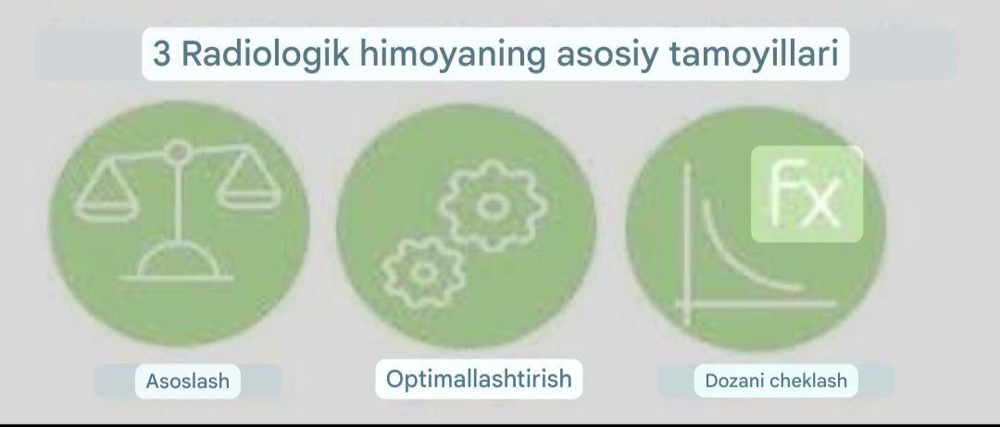 3 Radiologik himoyaning asosiy tamoyillari
Fx
Asoslash
Optimallashtirish
Dozani cheklash